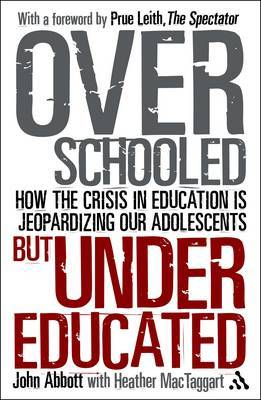 With a foreword by Prue Leith, The Spectator
OVER
SCHOOLED
HOW THE CRISIS IN EDUCATION IS
JEOPARDIZING OUR ADOLESCENTS
BUT UNDER
EDUCATED
John Abbott with Heather MacTaggart